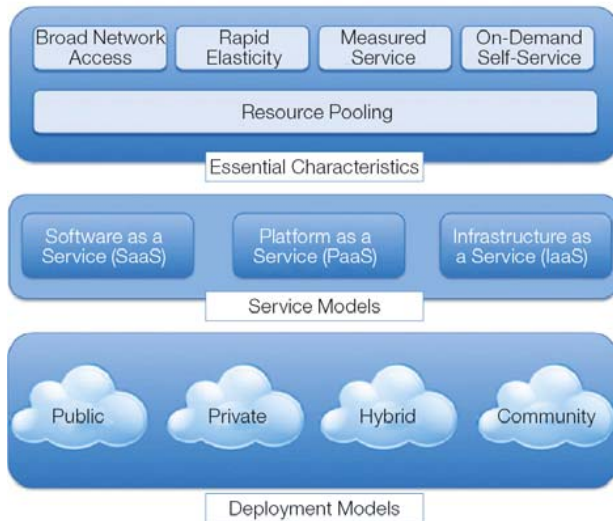 Broad Network
Access
Rapid
Elasticity
Measured
Service
On-Demand
Self-Service
Resource Pooling
Essential Characteristics
Software as a
Service (SaaS)
Platform as a
Service (PaaS)
Infrastructure as
a Service (IaaS)
Service Models
Public
Private
Hybrid
Community
Deployment Models